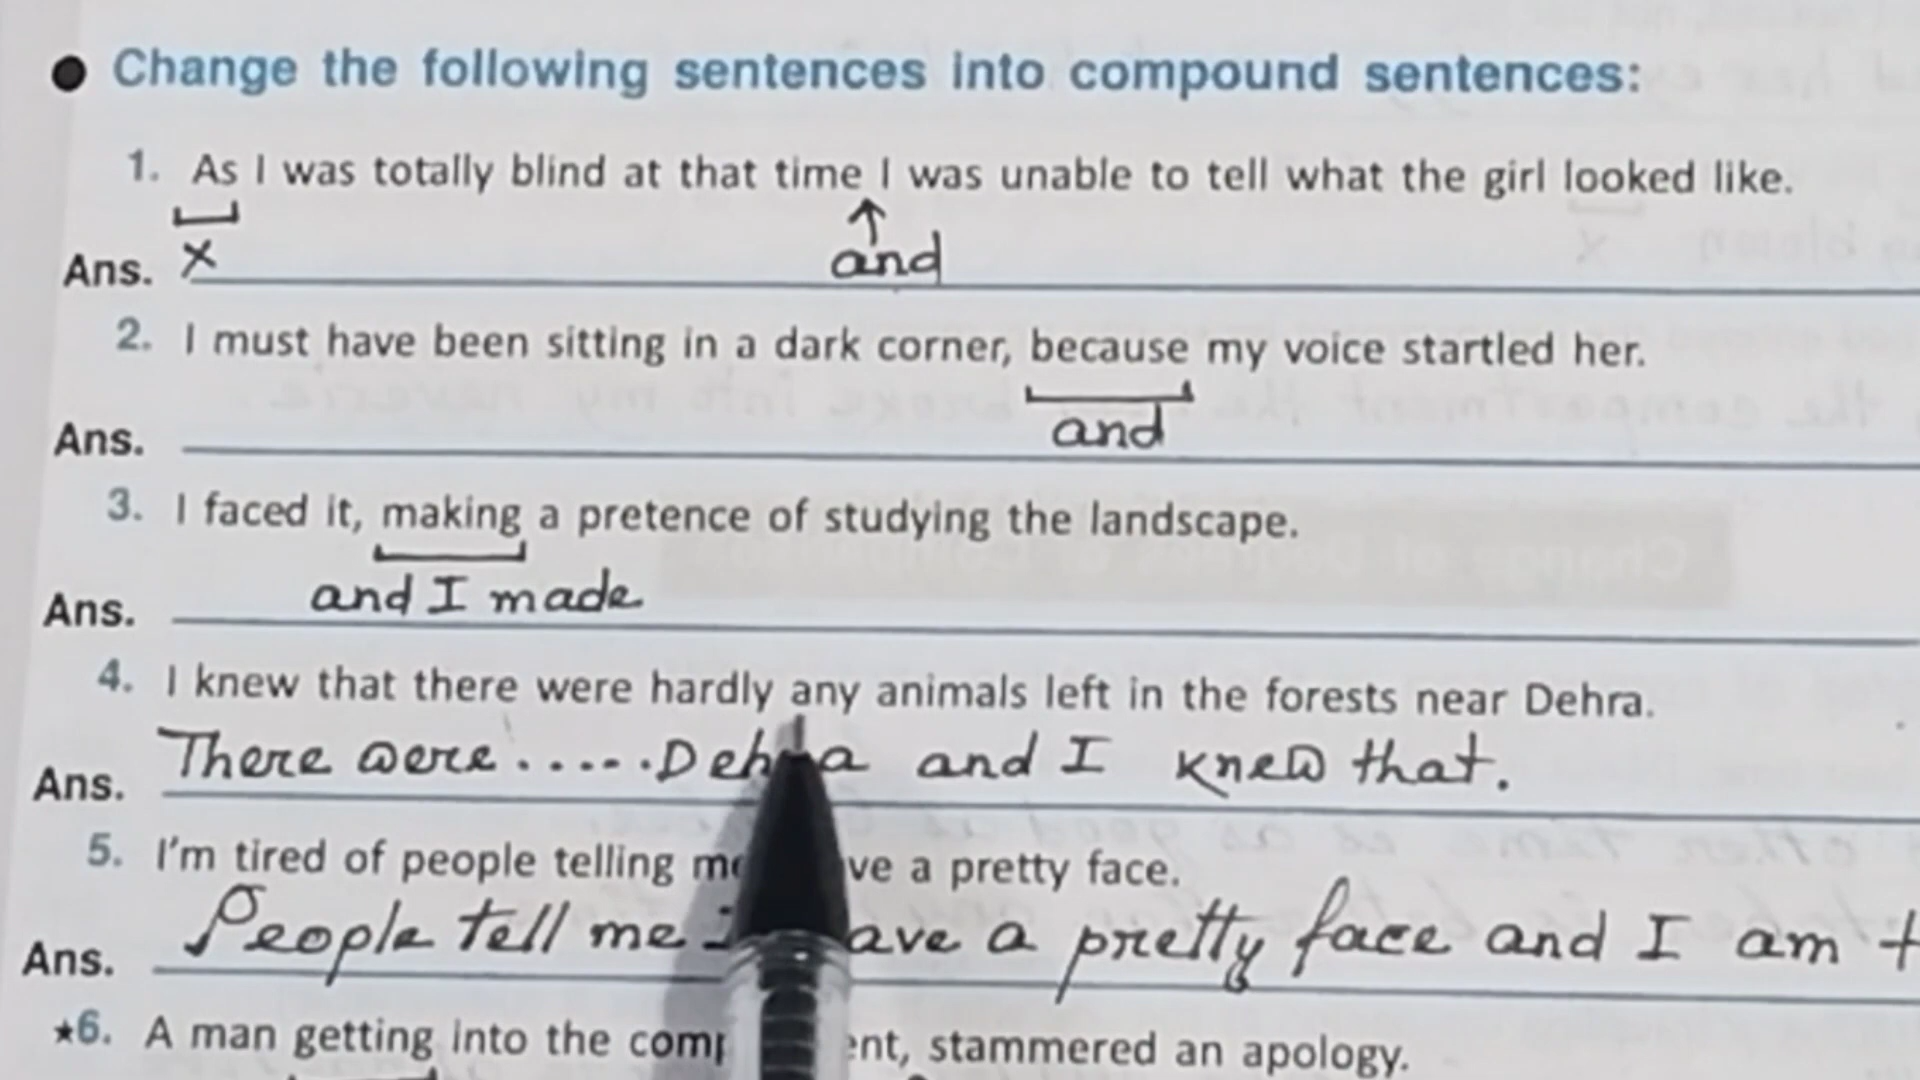 Change the following sentences into compound sentences:
1. As I was totally blind at that time I was unable to tell what the girl looked like.
Ans. x and
2. I must have been sitting in a dark corner, because my voice startled her.
Ans. and
3. I faced it, making a pretence of studying the landscape.
Ans. and I made
4. I knew that there were hardly any animals left in the forests near Dehra.
Ans. There were.....Dehra and I knew that.
5. I'm tired of people telling ve a pretty face.
Ans. People tell me ave a pretty face and I am
★6. A man getting into the comp ent, stammered an apology.